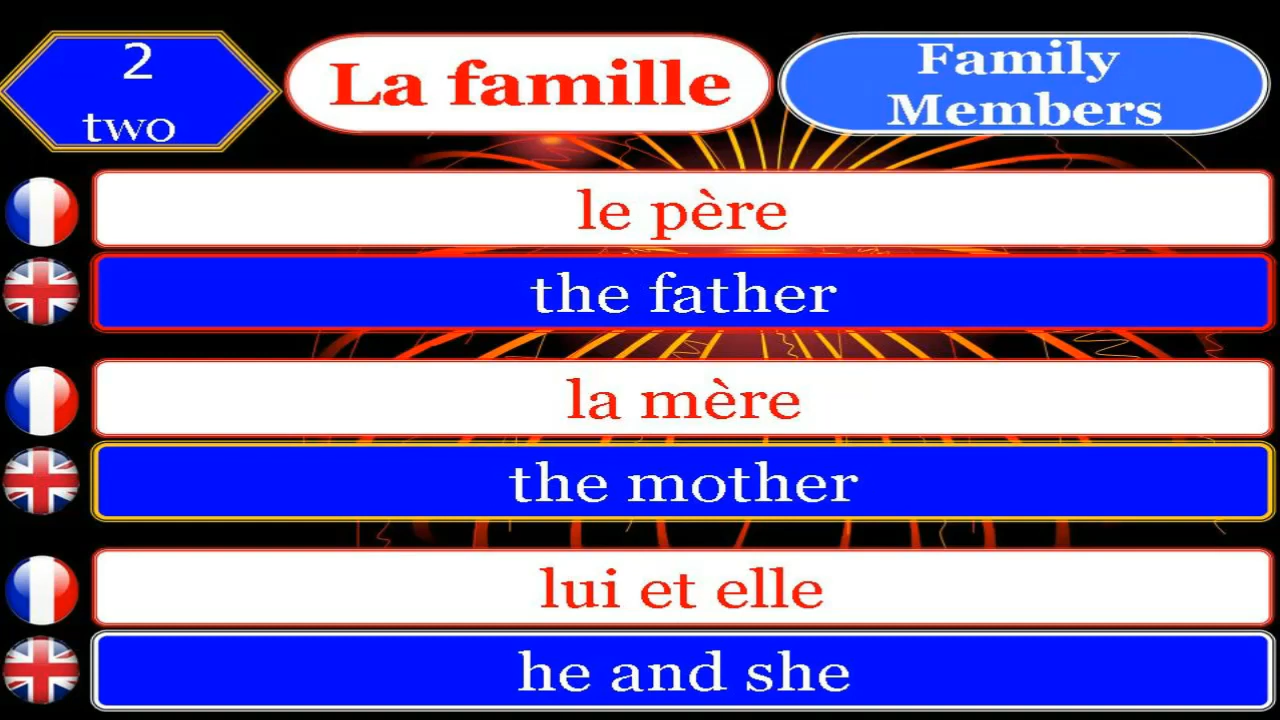 2
two
La famille
Family
Members
le père
the father
la mère
the mother
lui et elle
he and she